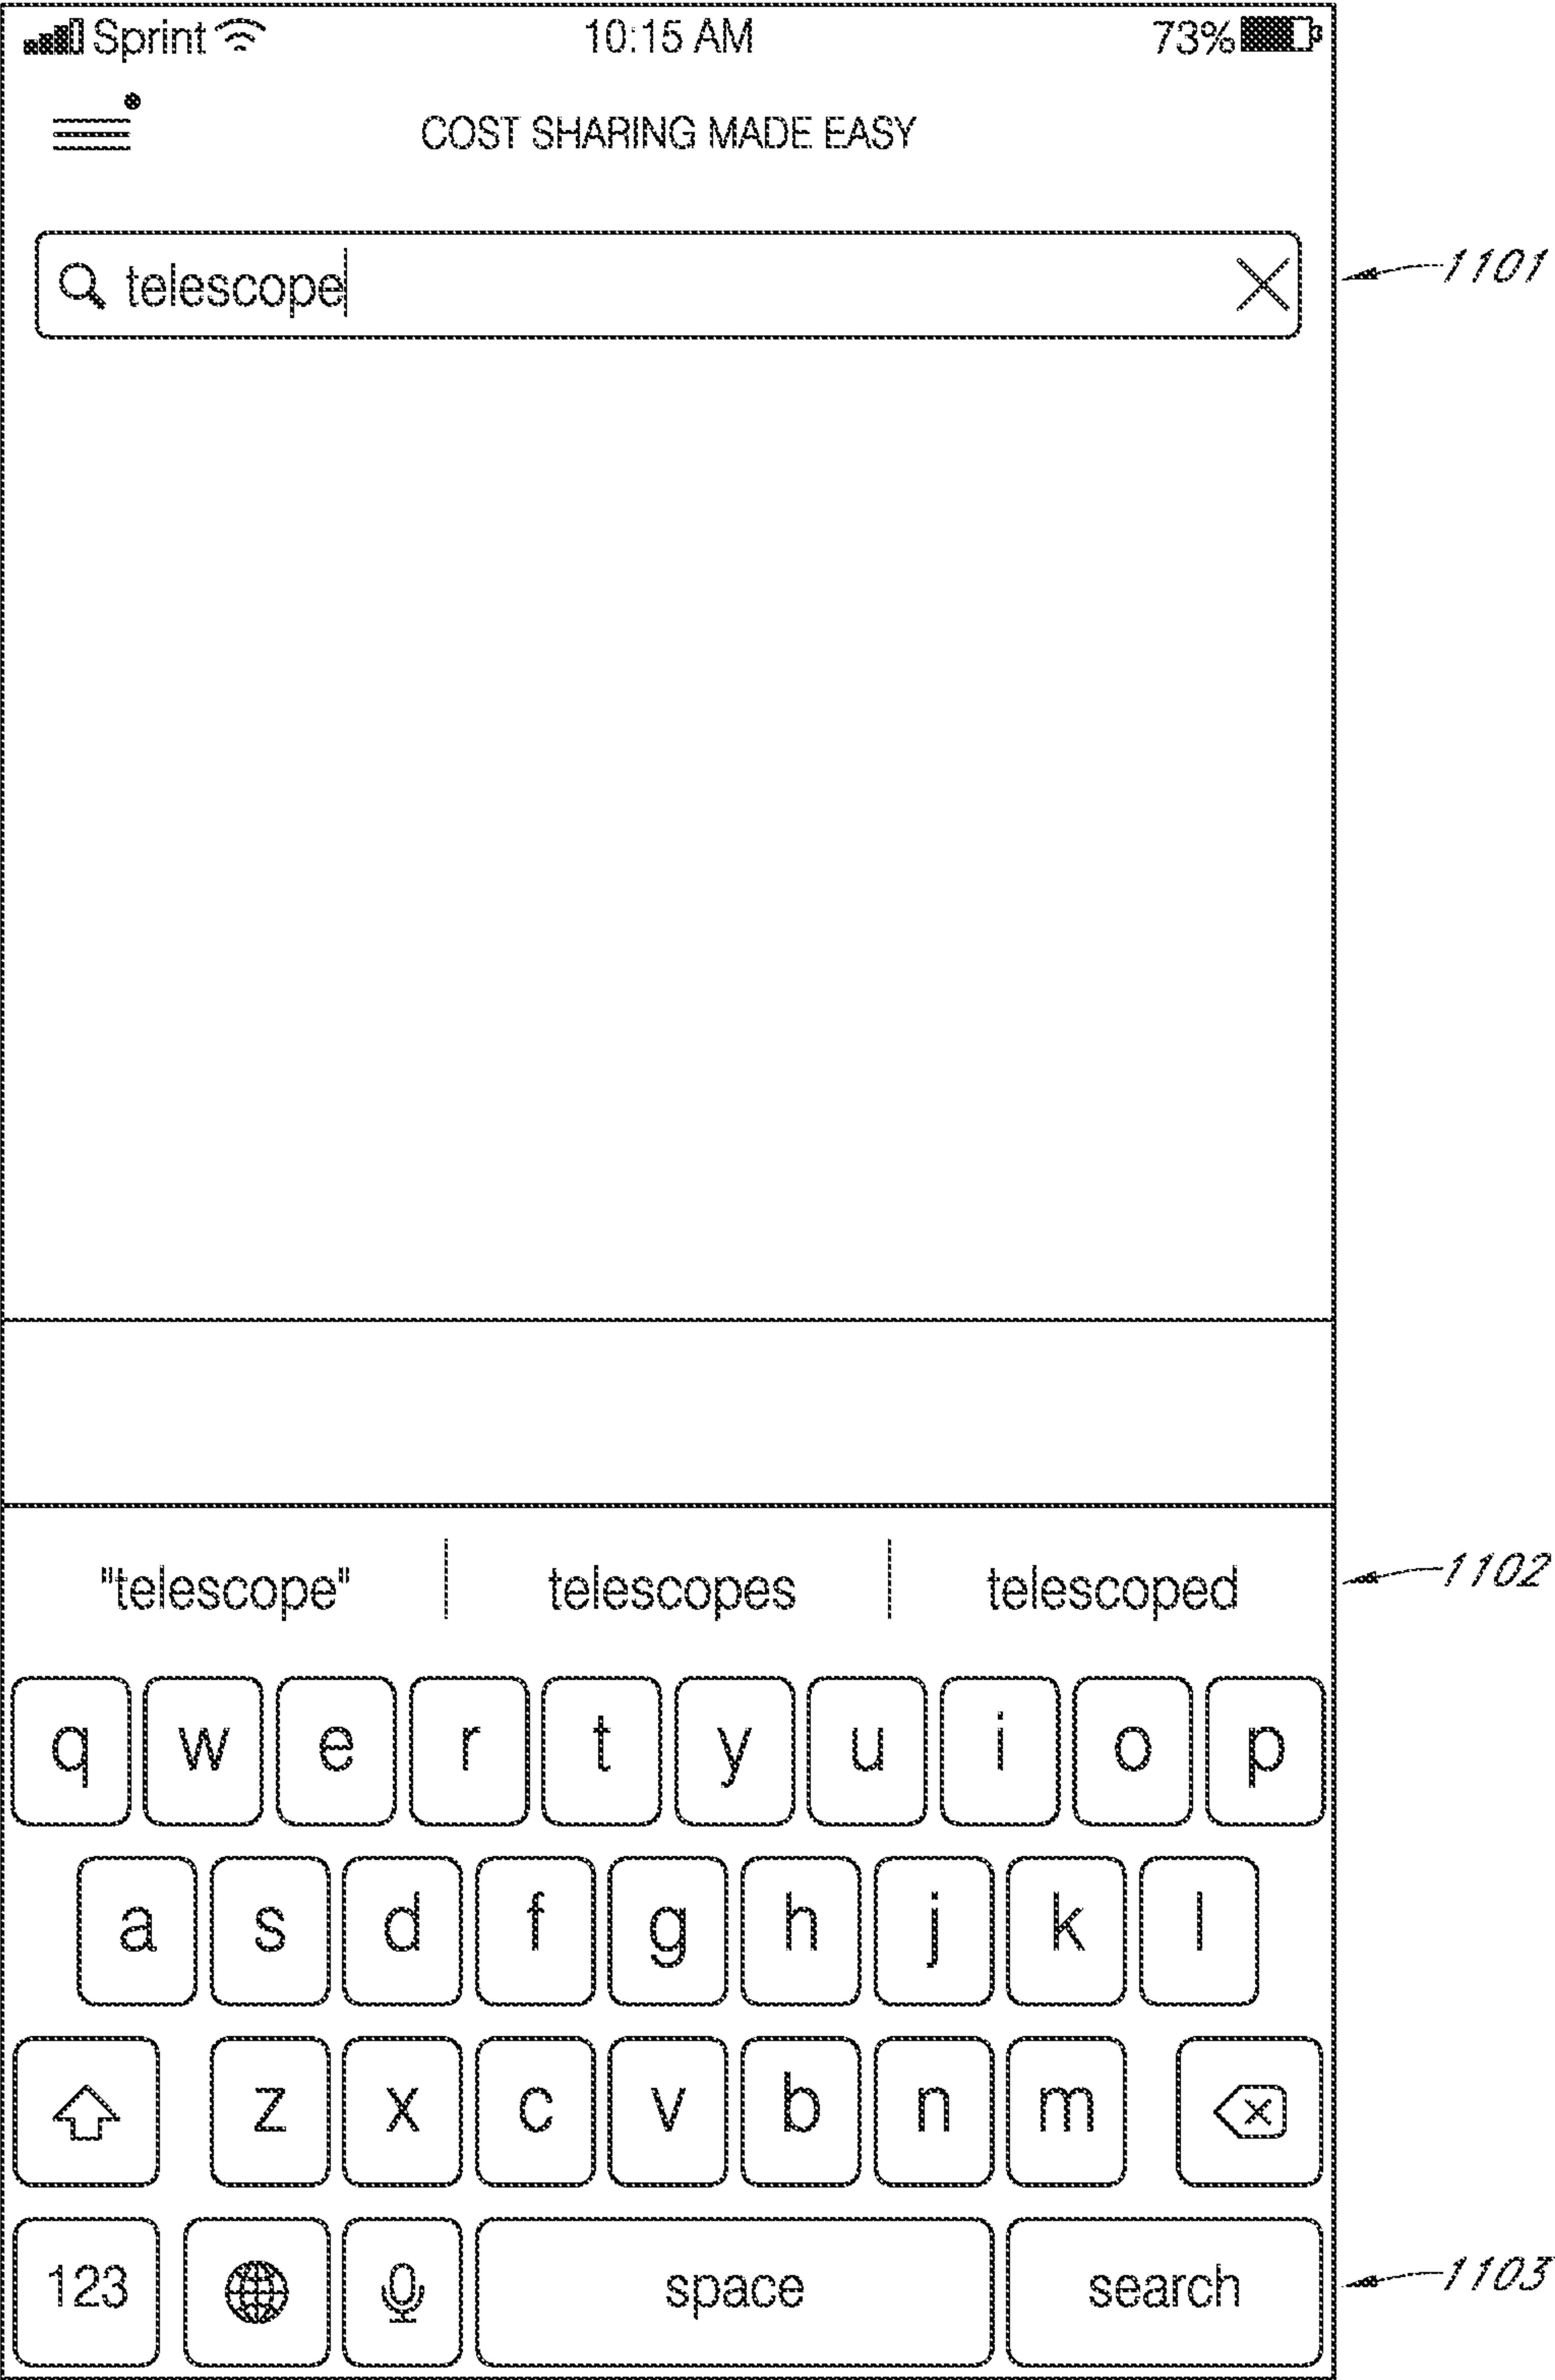 Sprint 10:15 AM 73%
COST SHARING MADE EASY
telescope 1101
"telescope" telescopes telescoped 1102
q w e r t y u i o p
a s d f g h j k l
z x c v b n m
123 space search 1103